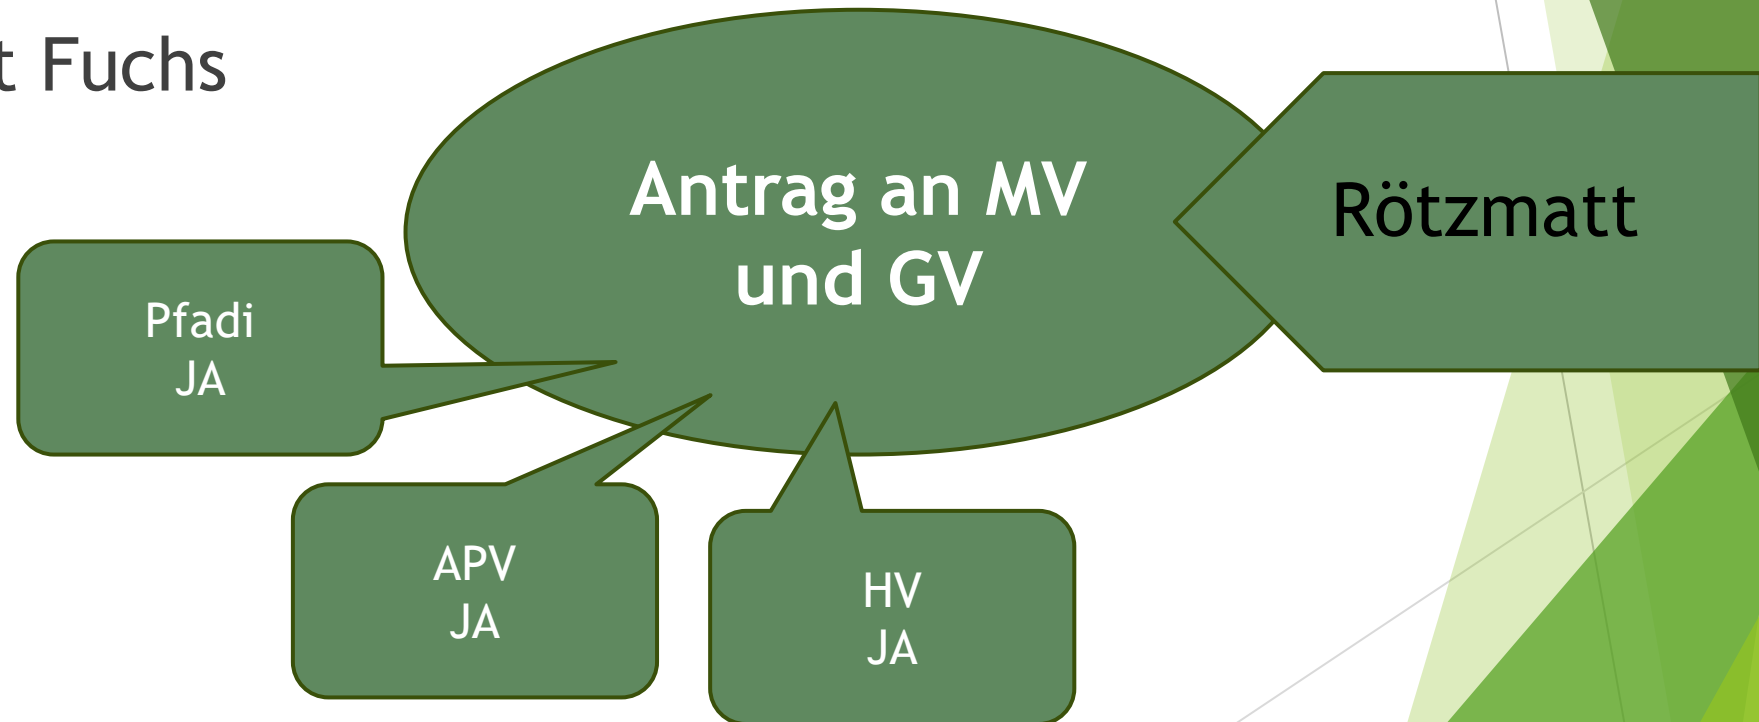 t Fuchs
Antrag an MV
und GV
Rötzmatt
Pfadi
JA
APV
JA
HV
JA